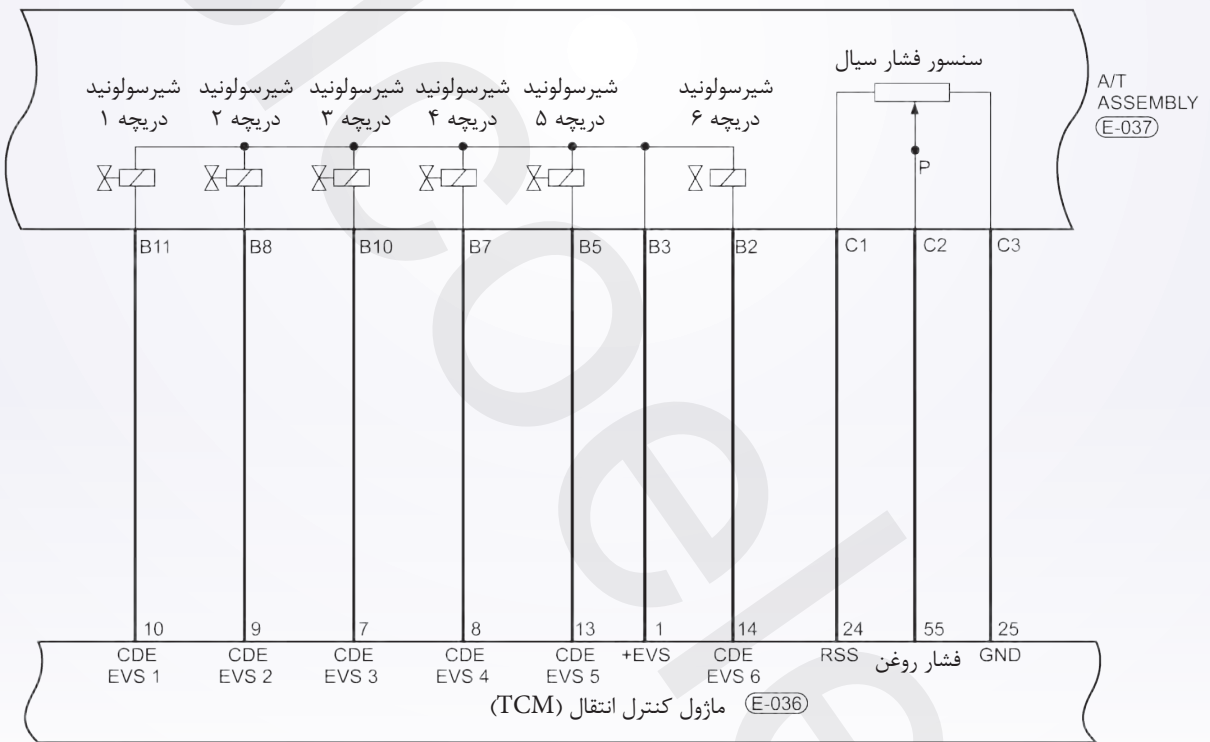 سنسور فشار سیال
A/T
ASSEMBLY
E-037
شیرسولونید
دریچه ۱
شیرسولونید
دریچه ۲
شیرسولونید
دریچه ۳
شیرسولونید
دریچه ۴
شیرسولونید
دریچه ۵
شیرسولونید
دریچه ۶
P
B11 B8 B10 B7 B5 B3 B2 C1 C2 C3
10 9 7 8 13 1 14 24 55 25
CDE
EVS 1
CDE
EVS 2
CDE
EVS 3
CDE
EVS 4
CDE
EVS 5
+EVS
CDE
EVS 6
RSS
فشار روغن
GND
ماژول کنترل انتقال (TCM) E-036